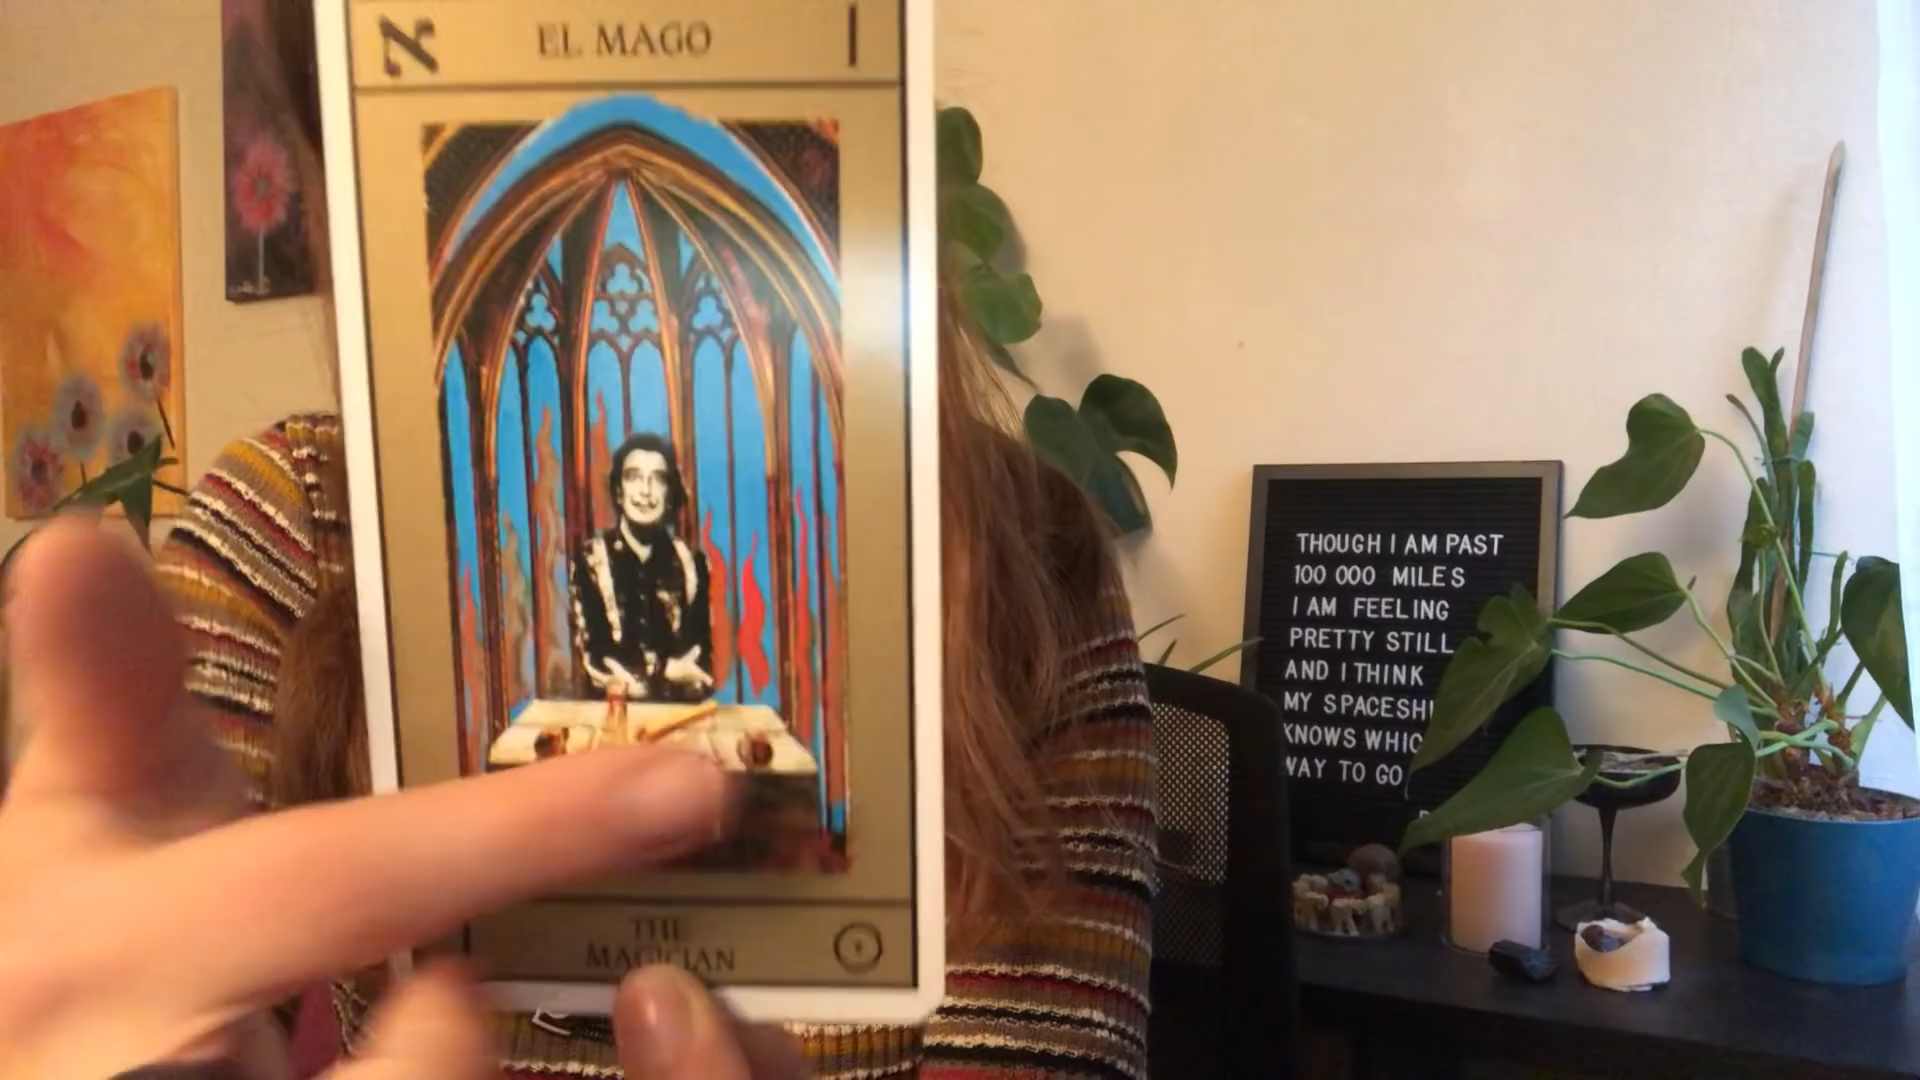 א EL MAGO I
THE
MAGICIAN
THOUGH I AM PAST
100 000 MILES
I AM FEELING
PRETTY STILL
AND I THINK
MY SPACESHI
KNOWS WHIC
WAY TO GO